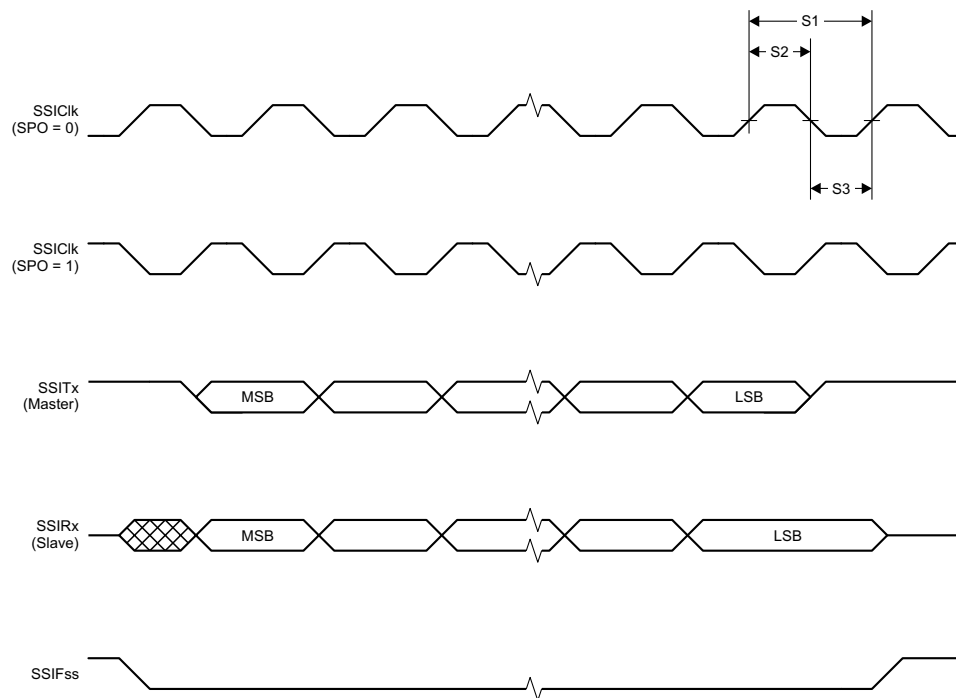 S1
S2
SSIClk
(SPO = 0)
S3
SSIClk
(SPO = 1)
SSITx
(Master)
MSB
LSB
SSIRx
(Slave)
MSB
LSB
SSIFss